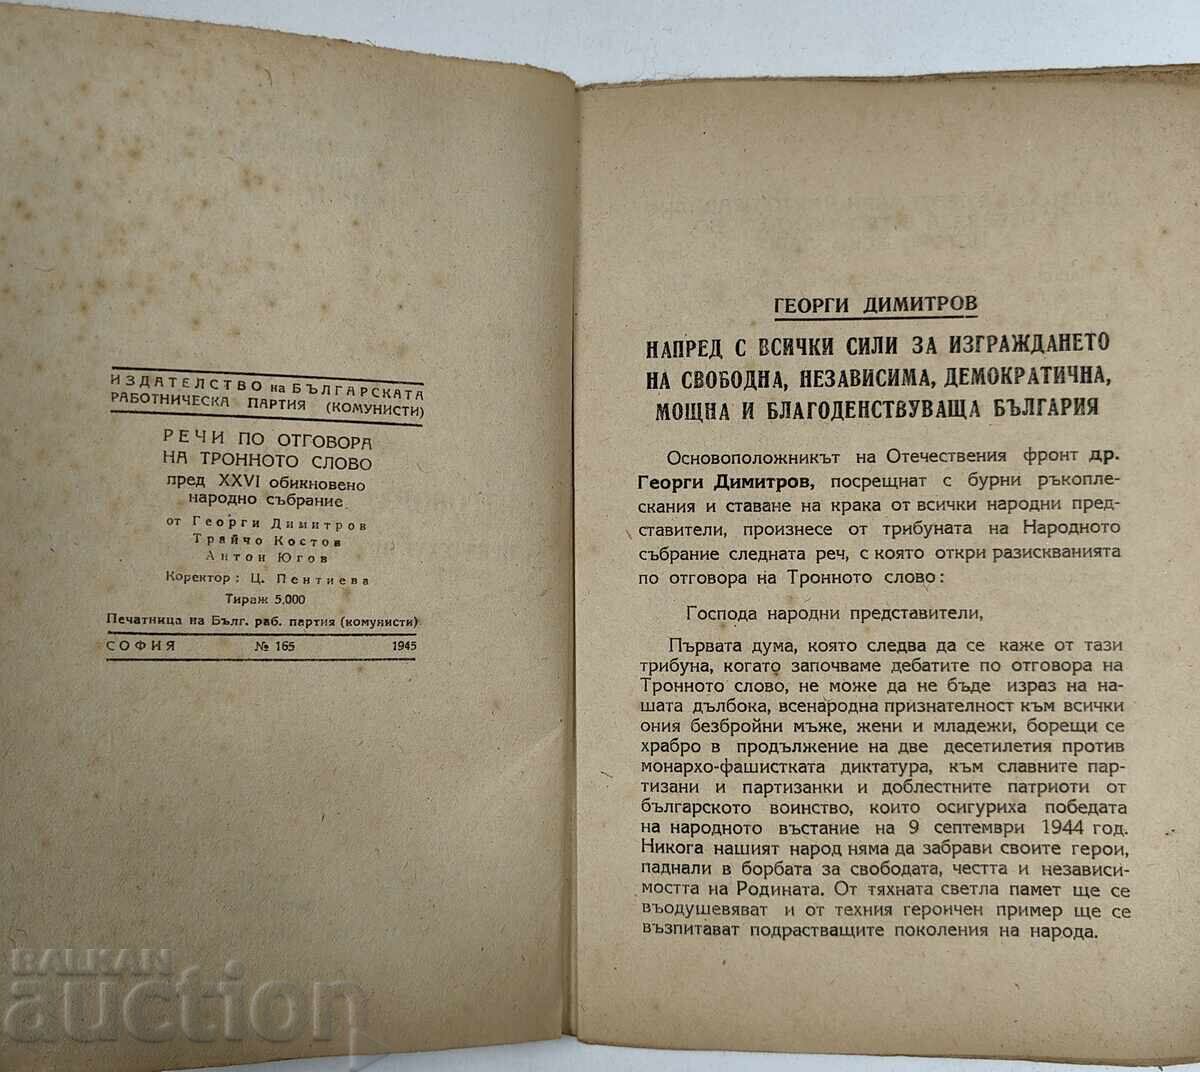 ИЗДАТЕЛСТВО на БЪЛГАРСКАТА
РАБОТНИЧЕСКА ПАРТИЯ (КОМУНИСТИ)
РЕЧИ ПО ОТГОВОРА
НА ТРОННОТО СЛОВО
пред XXVI обикновено
народно събрание
от Георги Димитров
Трайчо Костов
Антон Югов
Коректор: Ц. Пентиева
Тираж 5,000
Печатница на Бълг. раб. партия (комунисти)
СОФИЯ № 165 1945
ГЕОРГИ ДИМИТРОВ
НАПРЕД С ВСИЧКИ СИЛИ ЗА ИЗГРАЖДАНЕТО
НА СВОБОДНА, НЕЗАВИСИМА, ДЕМОКРАТИЧНА,
МОЩНА И БЛАГОДЕНСТВУВАЩА БЪЛГАРИЯ
Основоположникът на Отечествения фронт др.
Георги Димитров, посрещнат с бурни ръкопле-
скания и ставане на крака от всички народни пред-
ставители, произнесе от трибуната на Народното
събрание следната реч, с която откри разискванията
по отговора на Тронното слово:
Господа народни представители,
Първата дума, която следва да се каже от тази
трибуна, когато започваме дебатите по отговора на
Тронното слово, не може да не бъде израз на на-
шата дълбока, всенародна признателност към всички
ония безбройни мъже, жени и младежи, борещи се
храбро в продължение на две десетилетия против
монархо-фашистката диктатура, към славните пар-
тизани и партизанки и доблестните патриоти от
българското воинство, които осигуриха победата
на народното въстание на 9 септември 1944 год.
Никога нашият народ няма да забрави своите герои,
паднали в борбата за свободата, честта и независи-
мостта на Родината. От тяхната светла памет ще се
въодушевяват и от техния героичен пример ще се
възпитават подрастващите поколения на народа.
BALKAN
auction